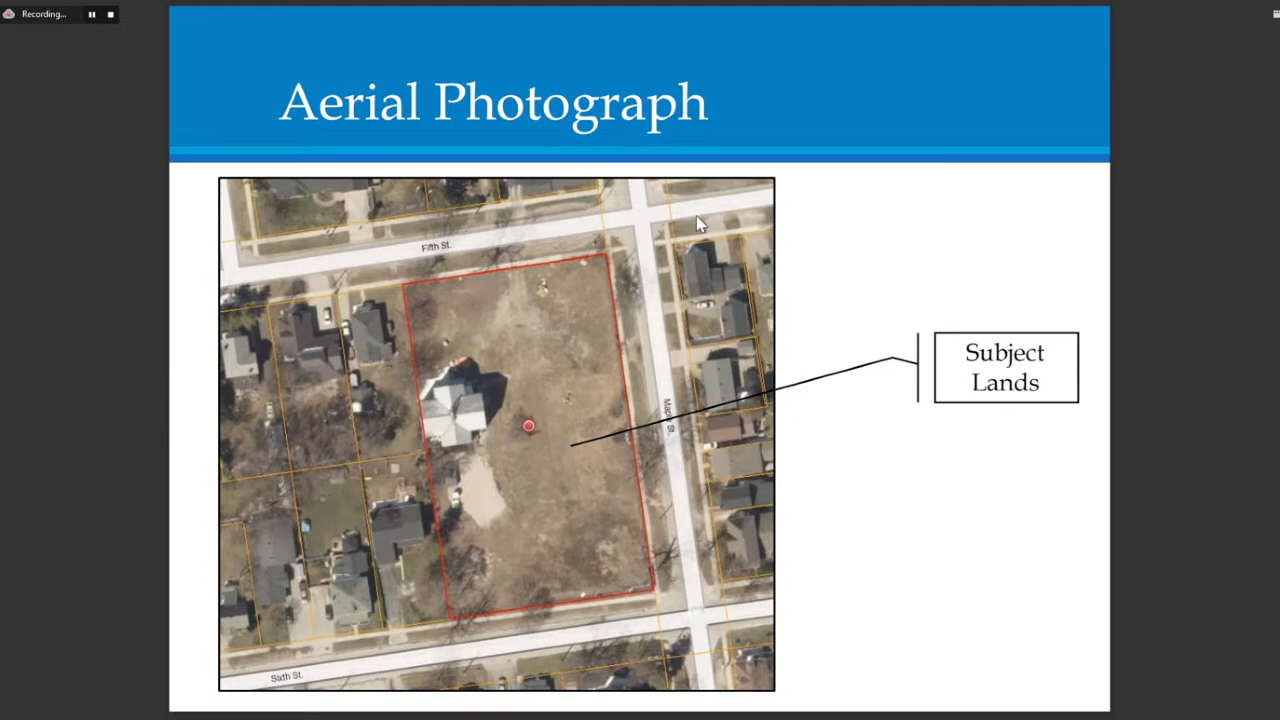 Recording...
Aerial Photograph
Fifth St.
Maple St.
Subject
Lands
Sixth St.